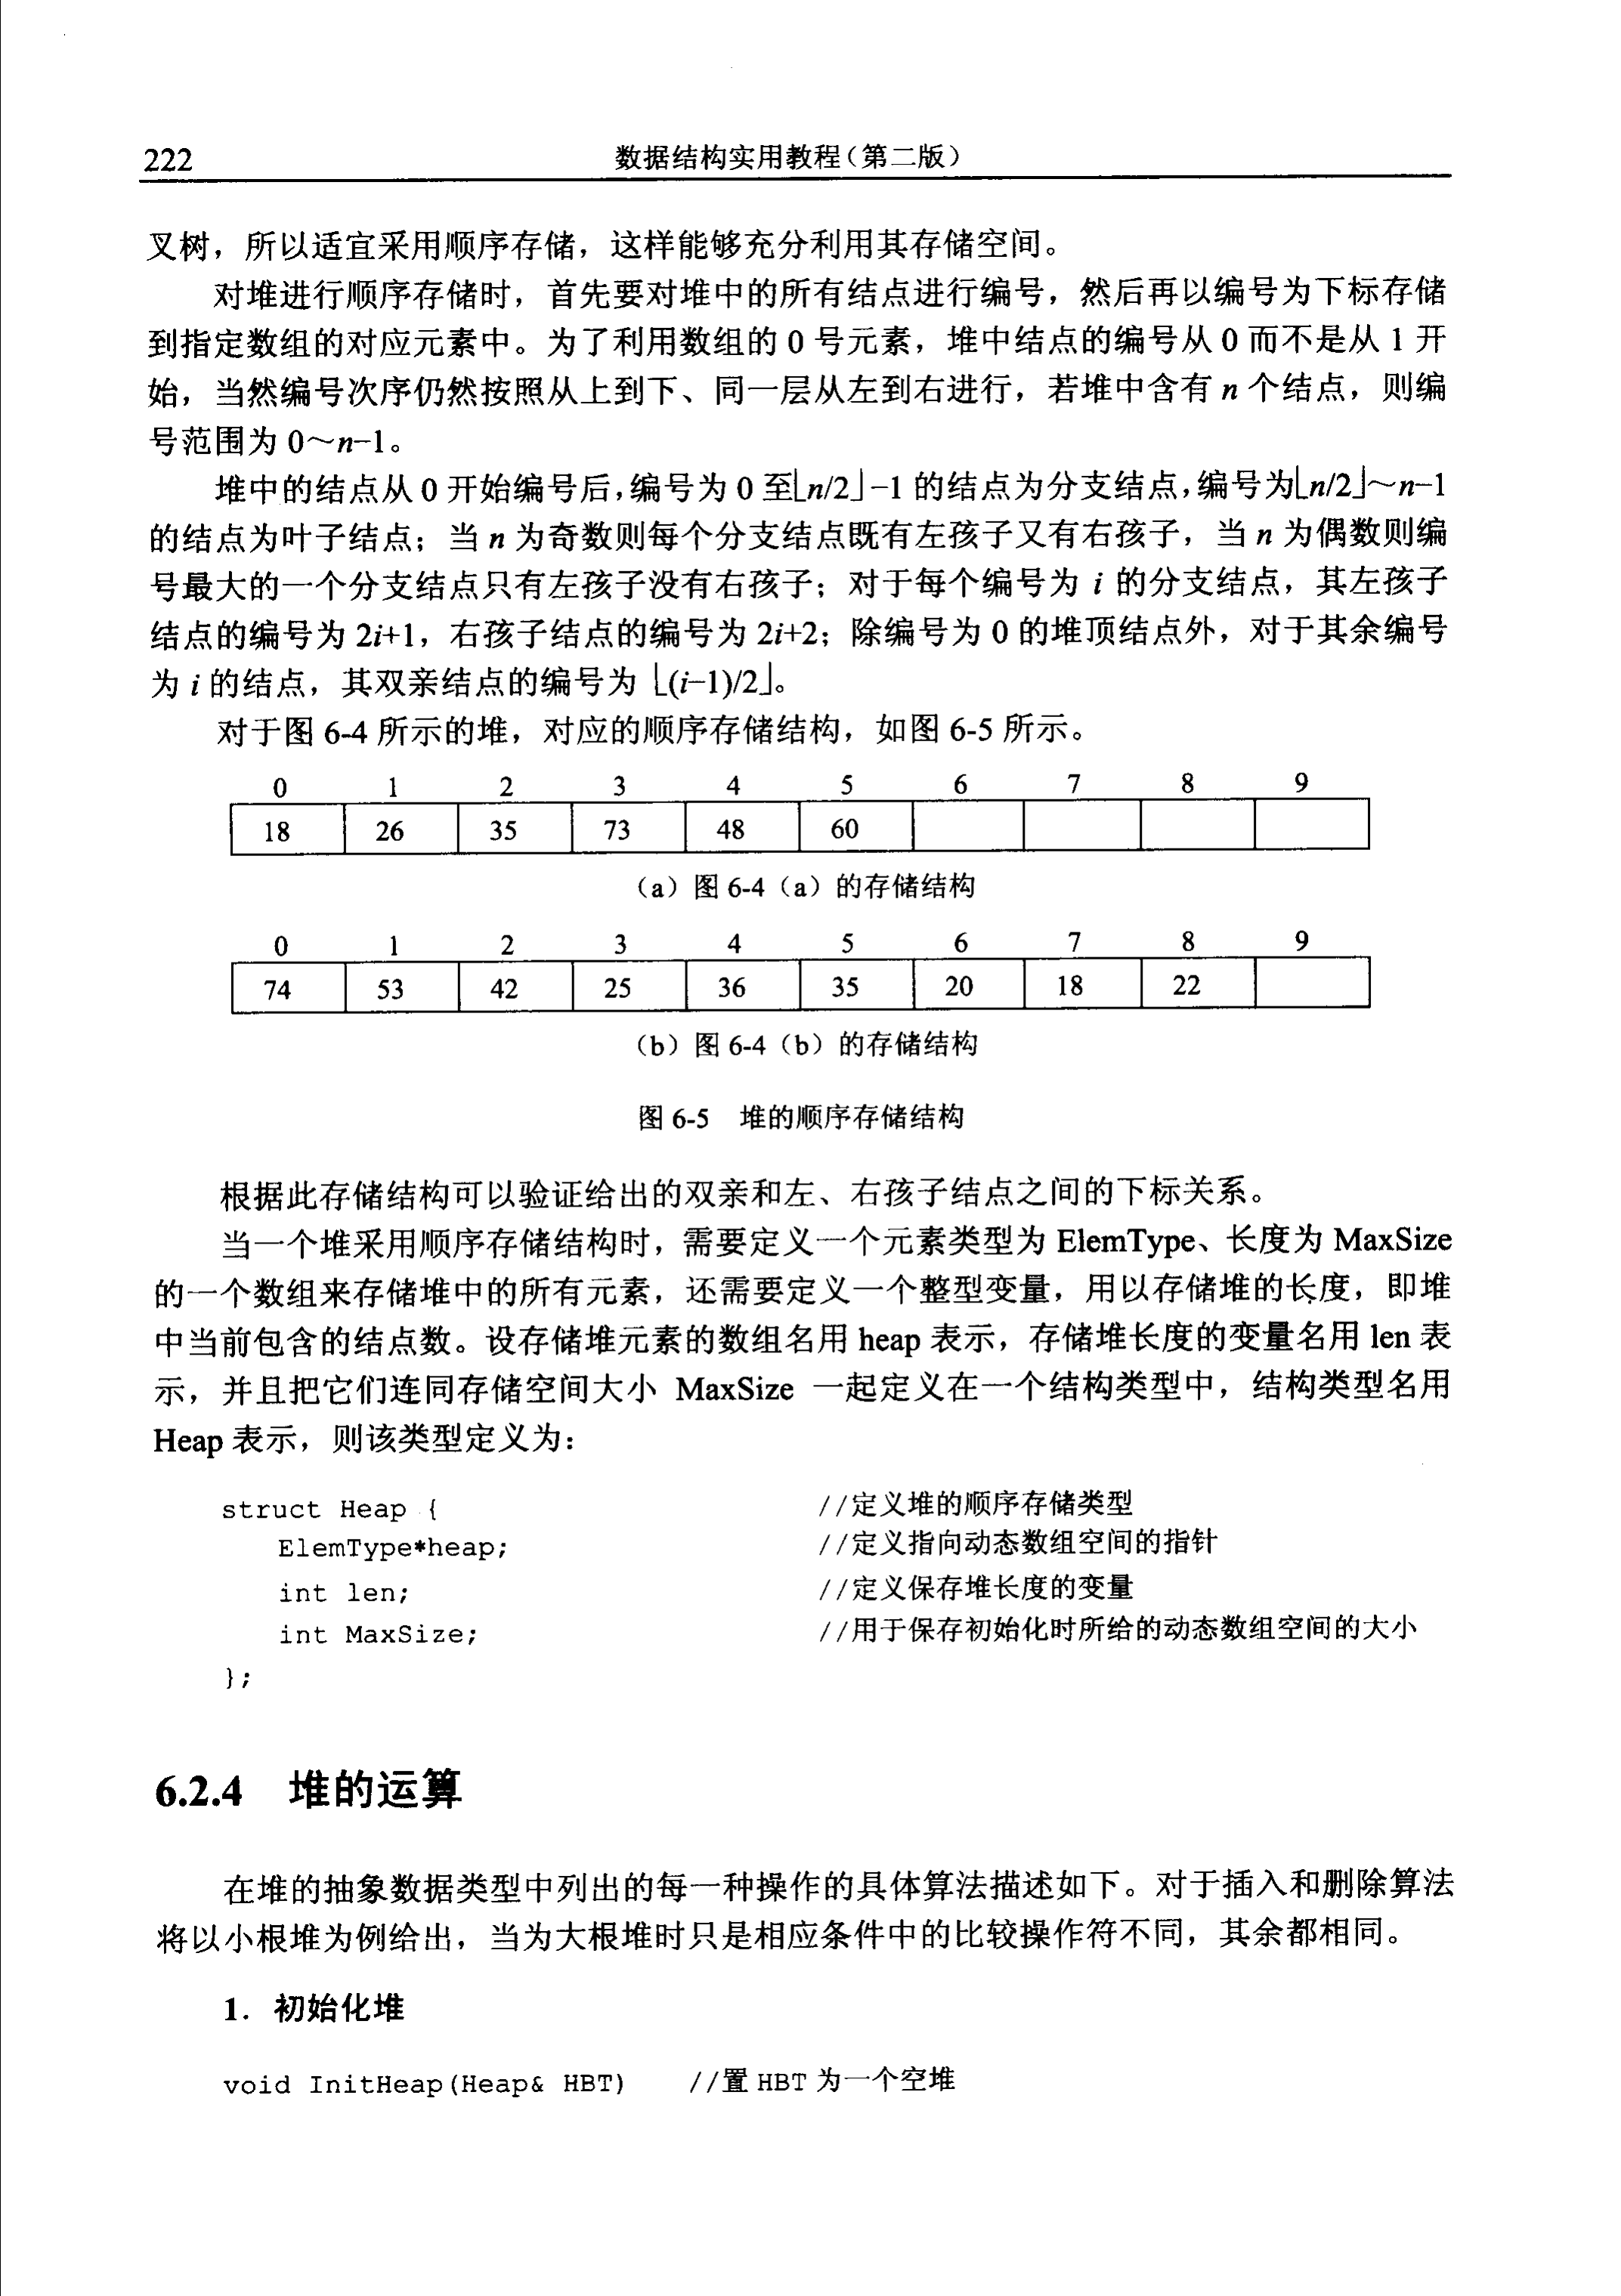 222 数据结构实用教程(第二版)
叉树，所以适宜采用顺序存储，这样能够充分利用其存储空间。
对堆进行顺序存储时，首先要对堆中的所有结点进行编号，然后再以编号为下标存储
到指定数组的对应元素中。为了利用数组的 0 号元素，堆中结点的编号从 0 而不是从 1 开
始，当然编号次序仍然按照从上到下、同一层从左到右进行，若堆中含有 n 个结点，则编
号范围为 0～n−1。
堆中的结点从 0 开始编号后，编号为 0 至⌊n/2⌋−1 的结点为分支结点，编号为⌊n/2⌋～n−1
的结点为叶子结点；当 n 为奇数则每个分支结点既有左孩子又有右孩子，当 n 为偶数则编
号最大的一个分支结点只有左孩子没有右孩子；对于每个编号为 i 的分支结点，其左孩子
结点的编号为 2i+1，右孩子结点的编号为 2i+2；除编号为 0 的堆顶结点外，对于其余编号
为 i 的结点，其双亲结点的编号为 ⌊(i−1)/2⌋。
对于图 6-4 所示的堆，对应的顺序存储结构，如图 6-5 所示。
0 1 2 3 4 5 6 7 8 9
18 26 35 73 48 60
（a）图 6-4（a）的存储结构
0 1 2 3 4 5 6 7 8 9
74 53 42 25 36 35 20 18 22
（b）图 6-4（b）的存储结构
图 6-5 堆的顺序存储结构
根据此存储结构可以验证给出的双亲和左、右孩子结点之间的下标关系。
当一个堆采用顺序存储结构时，需要定义一个元素类型为 ElemType、长度为 MaxSize
的一个数组来存储堆中的所有元素，还需要定义一个整型变量，用以存储堆的长度，即堆
中当前包含的结点数。设存储堆元素的数组名用 heap 表示，存储堆长度的变量名用 len 表
示，并且把它们连同存储空间大小 MaxSize 一起定义在一个结构类型中，结构类型名用
Heap 表示，则该类型定义为：
struct Heap { //定义堆的顺序存储类型
ElemType*heap; //定义指向动态数组空间的指针
int len; //定义保存堆长度的变量
int MaxSize; //用于保存初始化时所给的动态数组空间的大小
};
6.2.4 堆的运算
在堆的抽象数据类型中列出的每一种操作的具体算法描述如下。对于插入和删除算法
将以小根堆为例给出，当为大根堆时只是相应条件中的比较操作符不同，其余都相同。
1．初始化堆
void InitHeap(Heap& HBT) //置 HBT 为一个空堆